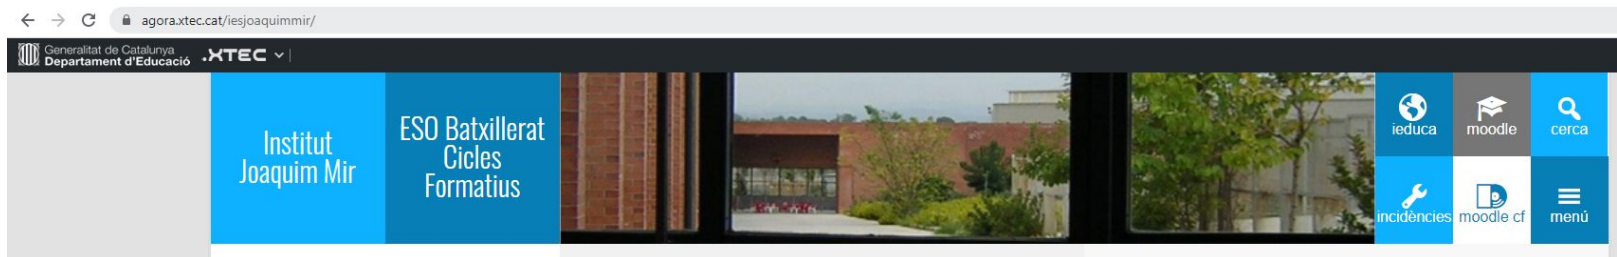 agora.xtec.cat/iesjoaquimmir/
Generalitat de Catalunya
Departament d'Educació
.XTEC
Institut
Joaquim Mir
ESO Batxillerat
Cicles
Formatius
ieduca
moodle
cerca
incidències
moodle cf
menú